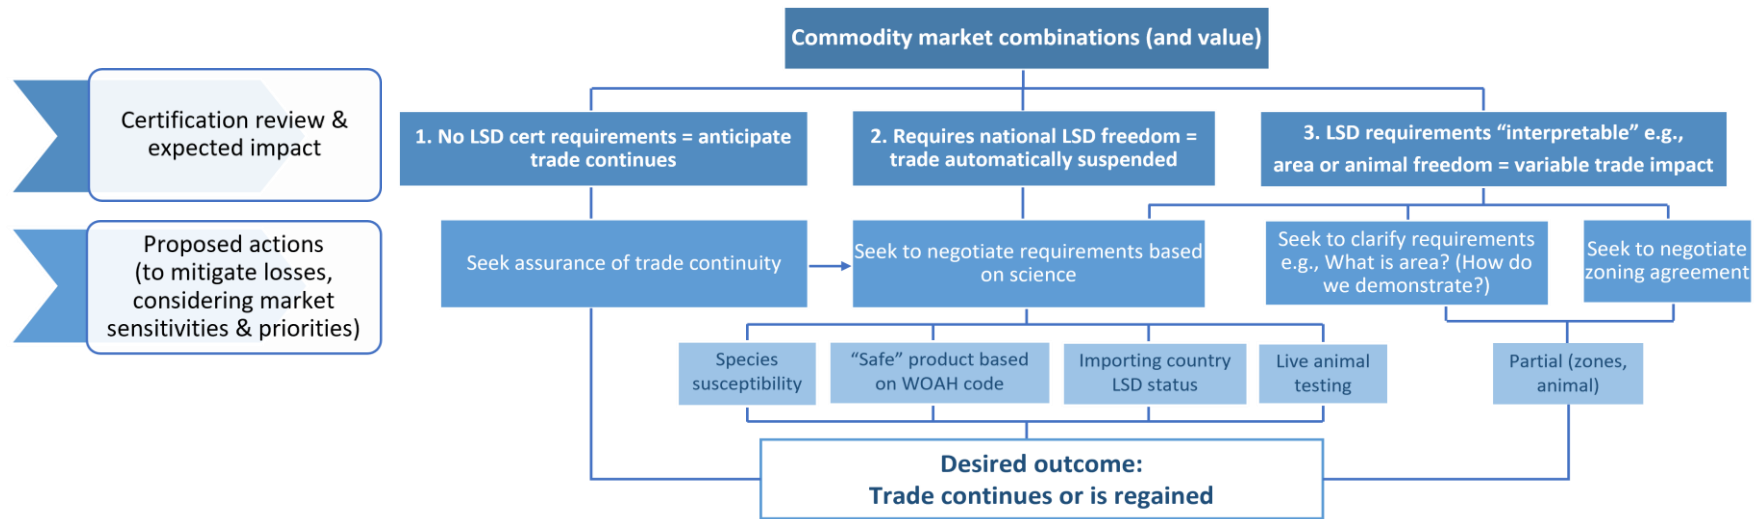 Commodity market combinations (and value)
Certification review &
expected impact
1. No LSD cert requirements = anticipate
trade continues
2. Requires national LSD freedom =
trade automatically suspended
3. LSD requirements “interpretable” e.g.,
area or animal freedom = variable trade impact
Proposed actions
(to mitigate losses,
considering market
sensitivities & priorities)
Seek assurance of trade continuity
Seek to negotiate requirements based
on science
Seek to clarify requirements
e.g., What is area? (How do
we demonstrate?)
Seek to negotiate
zoning agreement
Species
susceptibility
“Safe” product based
on WOAH code
Importing country
LSD status
Live animal
testing
Partial (zones,
animal)
Desired outcome:
Trade continues or is regained